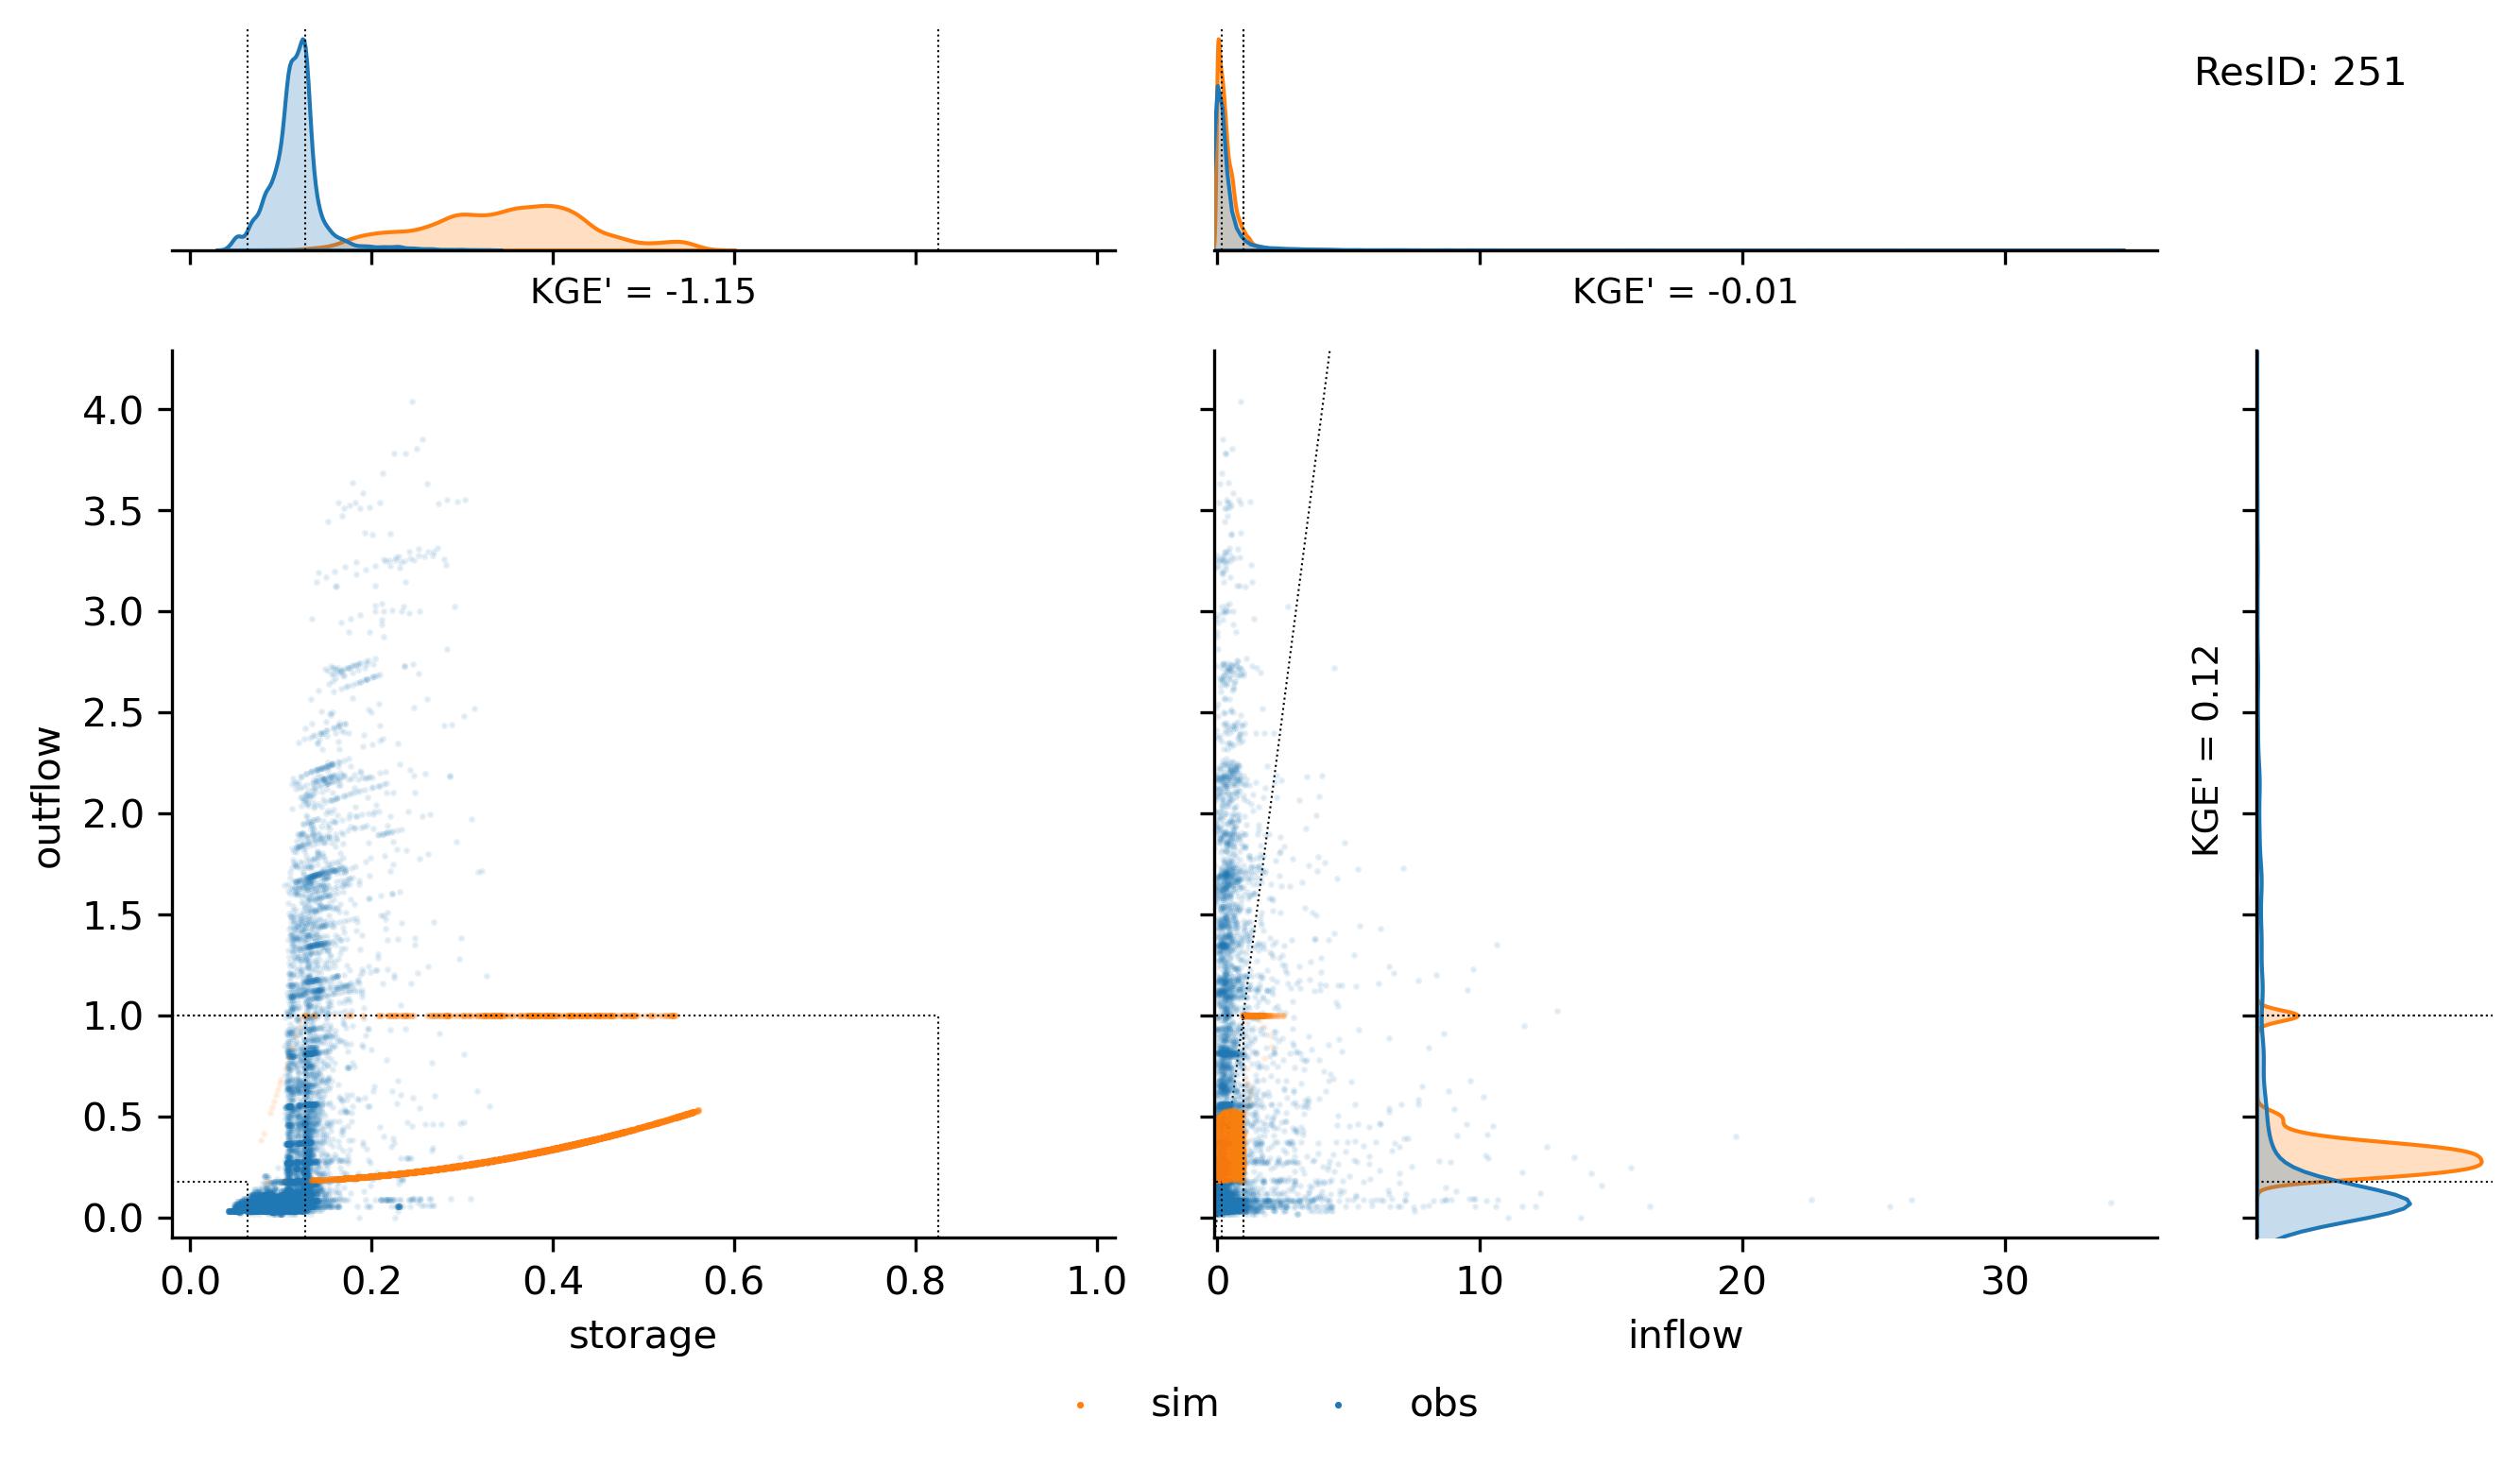 ResID: 251
KGE' = -1.15
KGE' = -0.01
4.0
3.5
3.0
2.5
2.0
1.5
1.0
0.5
0.0
outflow
KGE' = 0.12
0.0 0.2 0.4 0.6 0.8 1.0
0 10 20 30
storage
inflow
sim obs